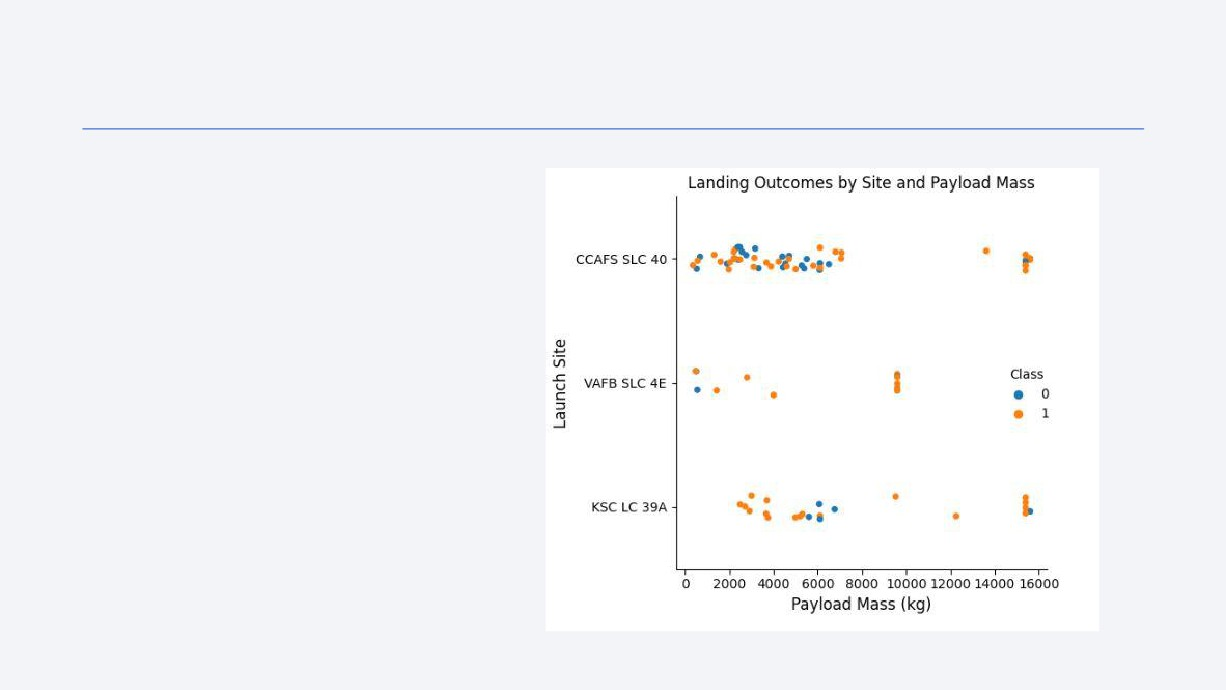 Landing Outcomes by Site and Payload Mass
CCAFS SLC 40
VAFB SLC 4E
KSC LC 39A
Launch Site
Class
0
1
0 2000 4000 6000 8000 10000 12000 14000 16000
Payload Mass (kg)